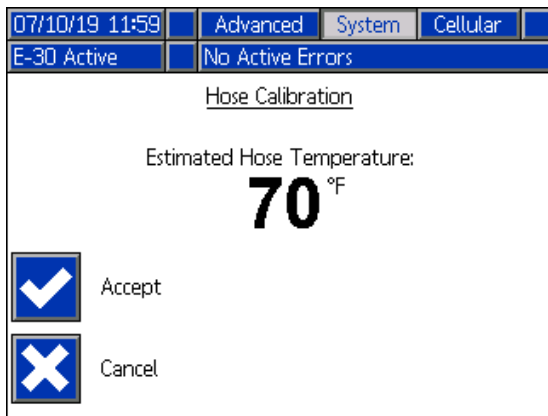 07/10/19 11:59 Advanced System Cellular
E-30 Active No Active Errors
Hose Calibration
Estimated Hose Temperature:
70 °F
Accept
Cancel